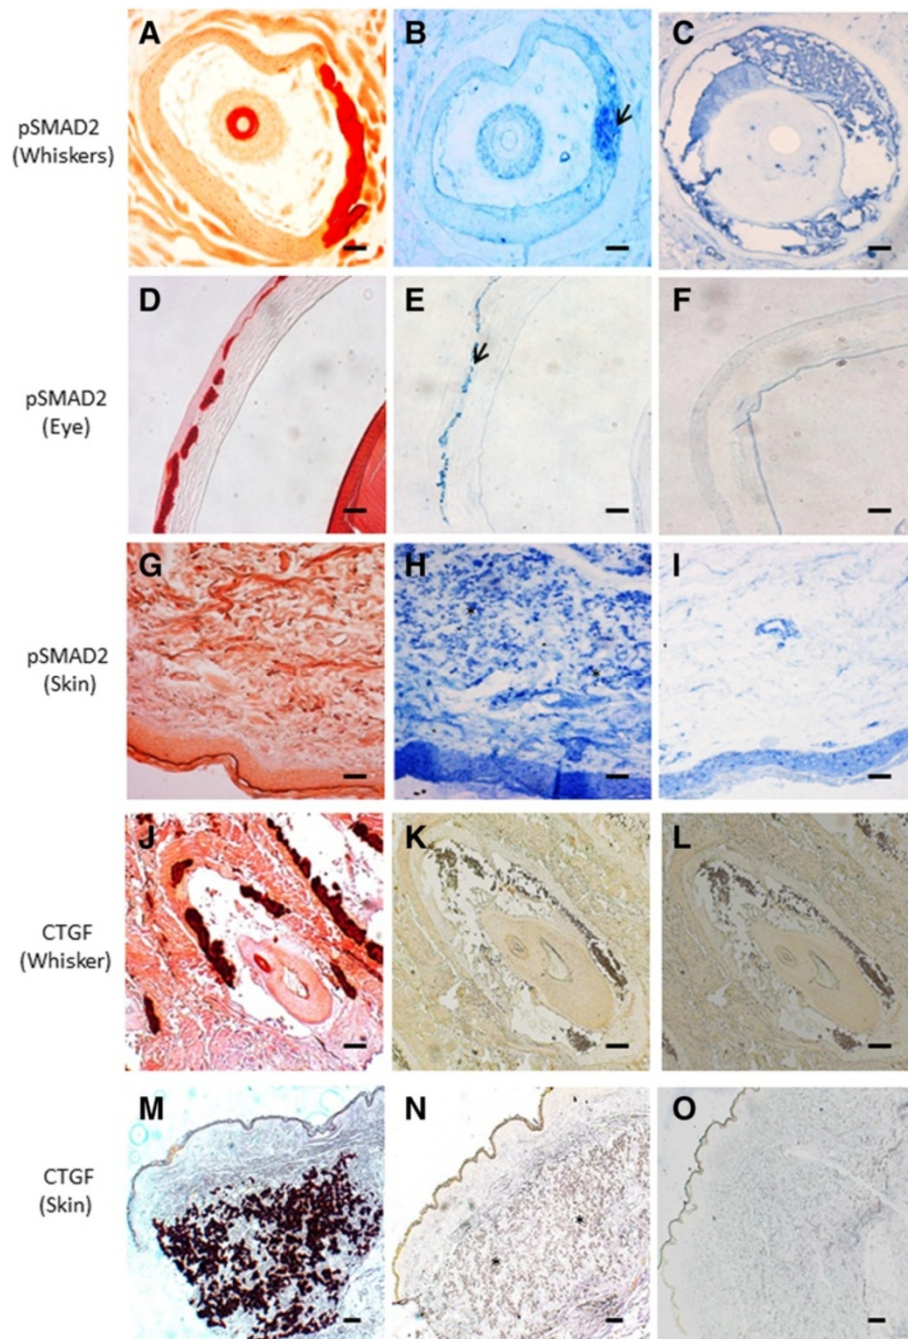 A
B
C
pSMAD2
(Whiskers)
D
E
F
pSMAD2
(Eye)
G
H
I
pSMAD2
(Skin)
*
*
J
K
L
CTGF
(Whisker)
M
N
O
CTGF
(Skin)
*
*